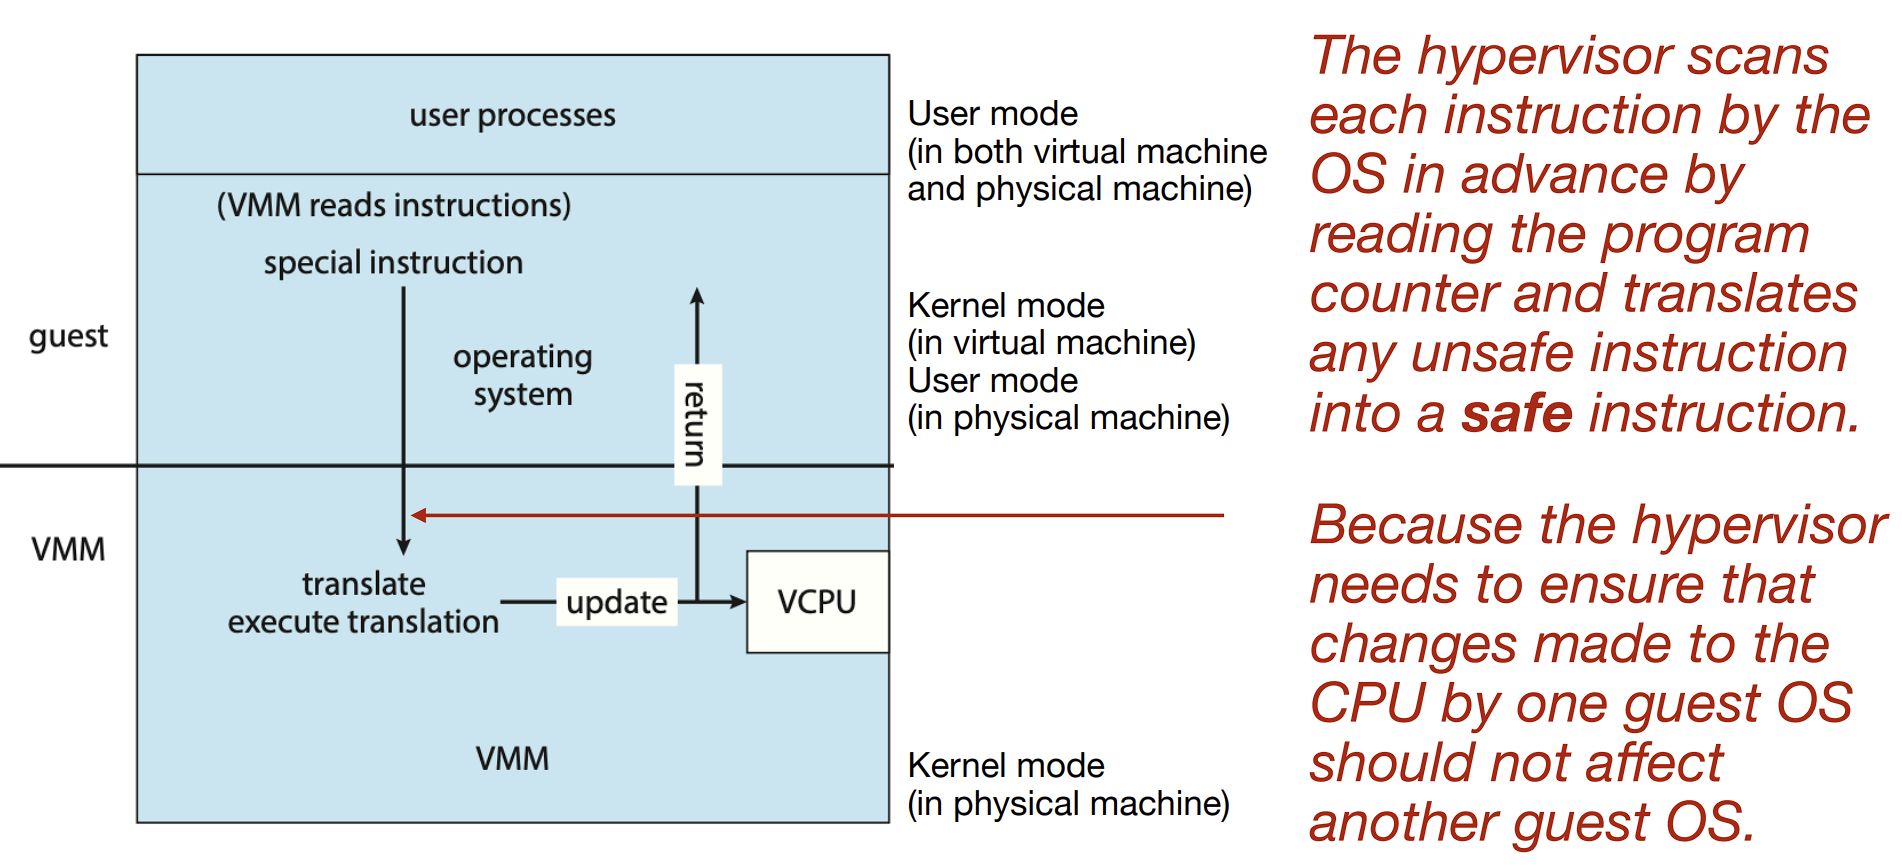 user processes
(VMM reads instructions)
special instruction
guest
operating
system
return
VMM
translate
execute translation
update
VCPU
VMM
User mode
(in both virtual machine
and physical machine)
Kernel mode
(in virtual machine)
User mode
(in physical machine)
Kernel mode
(in physical machine)
The hypervisor scans
each instruction by the
OS in advance by
reading the program
counter and translates
any unsafe instruction
into a safe instruction.
Because the hypervisor
needs to ensure that
changes made to the
CPU by one guest OS
should not affect
another guest OS.